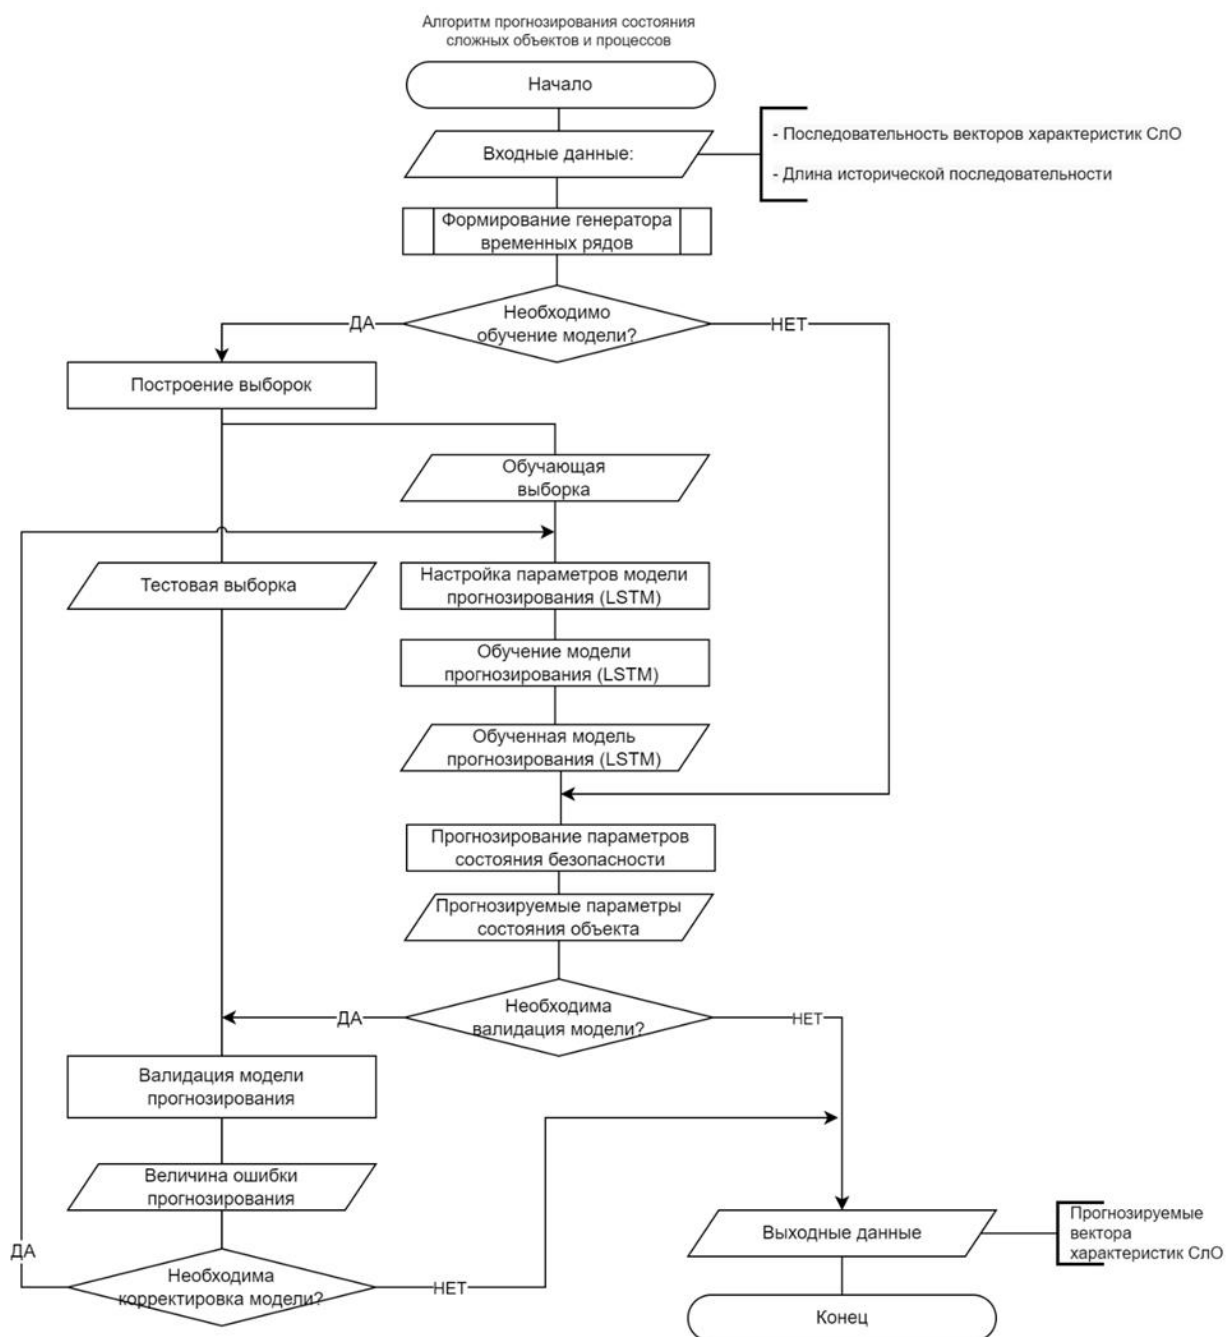 Алгоритм прогнозирования состояния
сложных объектов и процессов
Начало
Входные данные:
- Последовательность векторов характеристик СлО
- Длина исторической последовательности
Формирование генератора
временных рядов
Необходимо
обучение модели?
ДА
НЕТ
Построение выборок
Обучающая
выборка
Тестовая выборка
Настройка параметров модели
прогнозирования (LSTM)
Обучение модели
прогнозирования (LSTM)
Обученная модель
прогнозирования (LSTM)
Прогнозирование параметров
состояния безопасности
Прогнозируемые параметры
состояния объекта
Необходима
валидация модели?
ДА
НЕТ
Валидация модели
прогнозирования
Величина ошибки
прогнозирования
ДА
Необходима
корректировка модели?
НЕТ
Выходные данные
Прогнозируемые
вектора
характеристик СлО
Конец